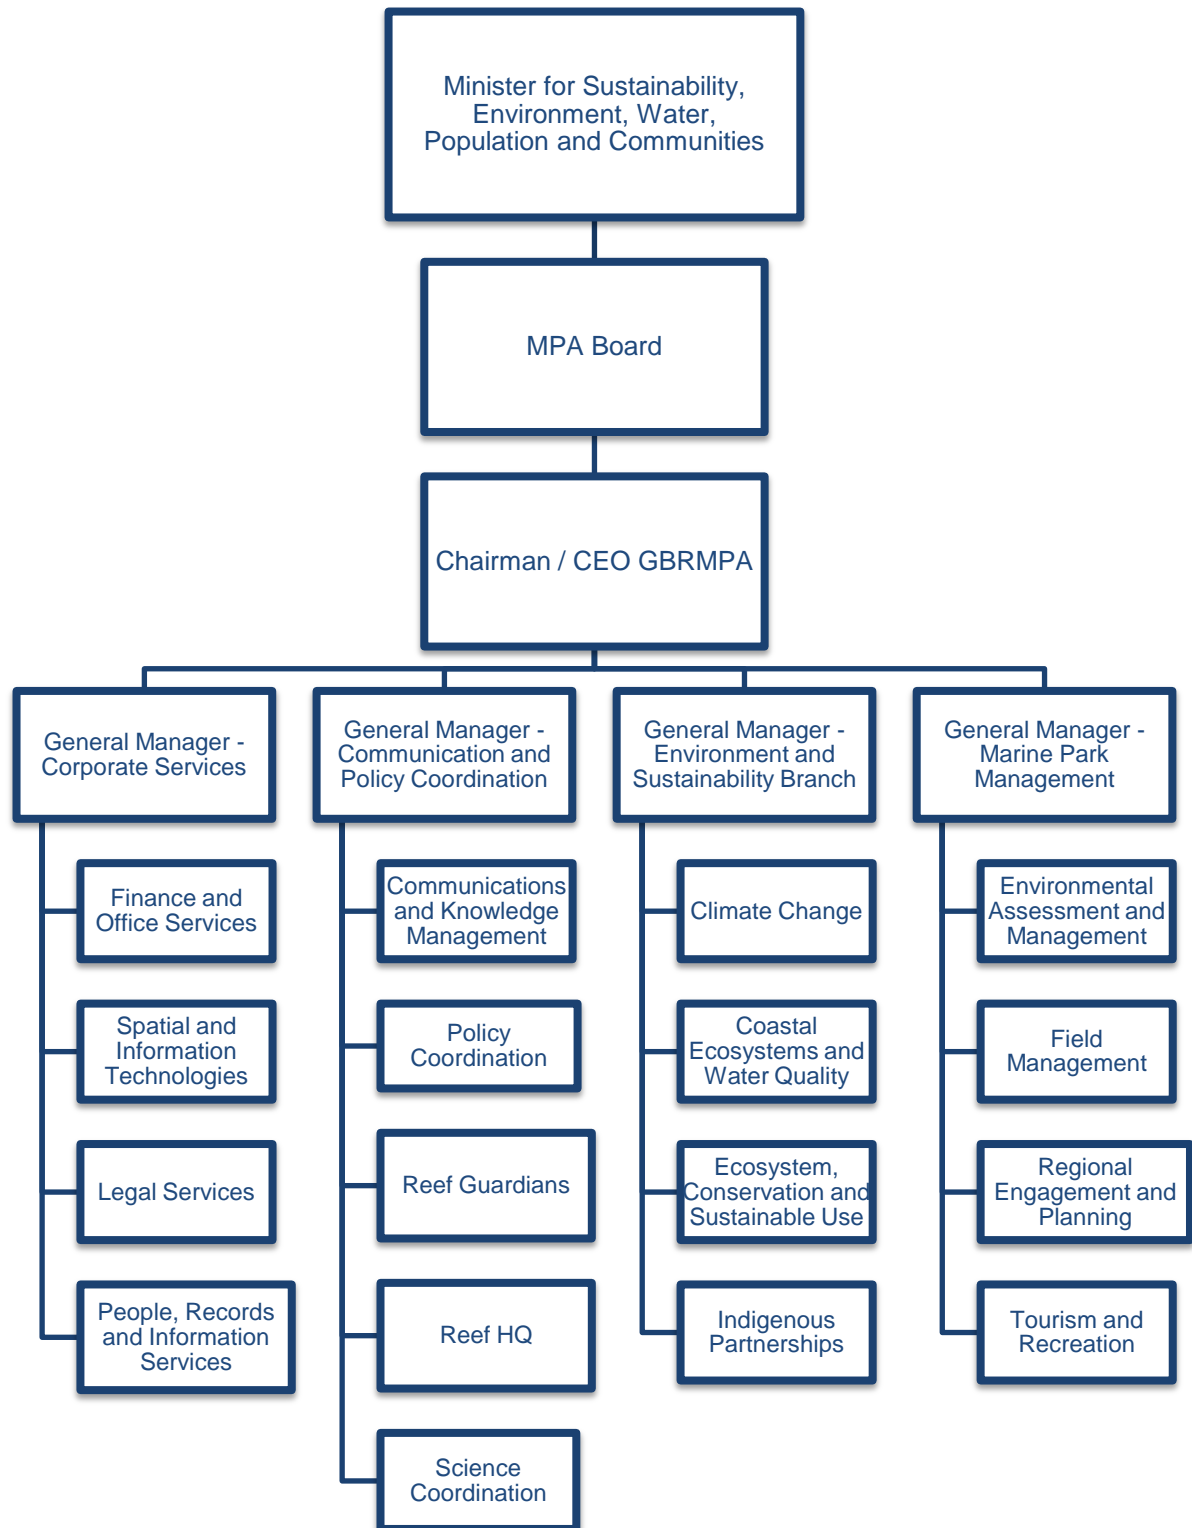 Minister for Sustainability,
Environment, Water,
Population and Communities
MPA Board
Chairman / CEO GBRMPA
General Manager -
Corporate Services
General Manager -
Communication and
Policy Coordination
General Manager -
Environment and
Sustainability Branch
General Manager -
Marine Park
Management
Finance and
Office Services
Spatial and
Information
Technologies
Legal Services
People, Records
and Information
Services
Communications
and Knowledge
Management
Policy
Coordination
Reef Guardians
Reef HQ
Science
Coordination
Climate Change
Coastal
Ecosystems and
Water Quality
Ecosystem,
Conservation and
Sustainable Use
Indigenous
Partnerships
Environmental
Assessment and
Management
Field
Management
Regional
Engagement and
Planning
Tourism and
Recreation